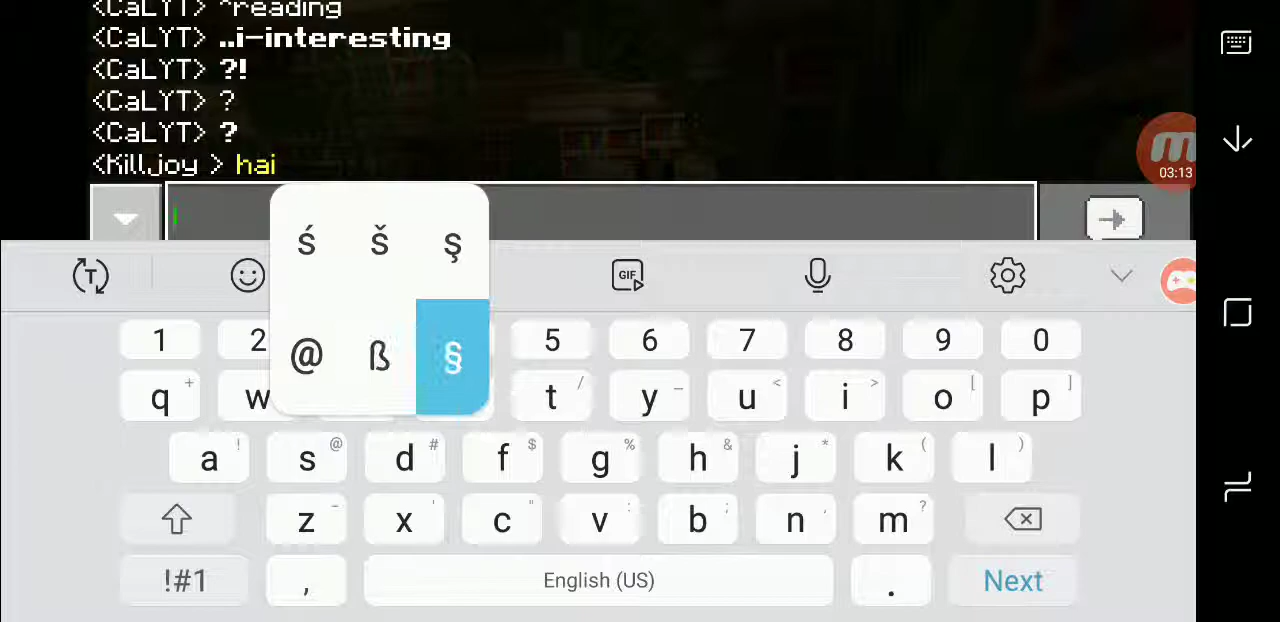 <CaLYT> ^reading
<CaLYT> ..i-interesting
<CaLYT> ?!
<CaLYT> ?
<CaLYT> ?
<Killjoy > hai
03:13
ś š ş
T GIF
@ ß §
1 2 5 6 7 8 9 0
q + w t / y _ u < i > o [ p ]
a ! s @ d # f $ g % h & j * k ( l )
z - x ' c " v : b ; n , m ?
!#1 , English (US) . Next